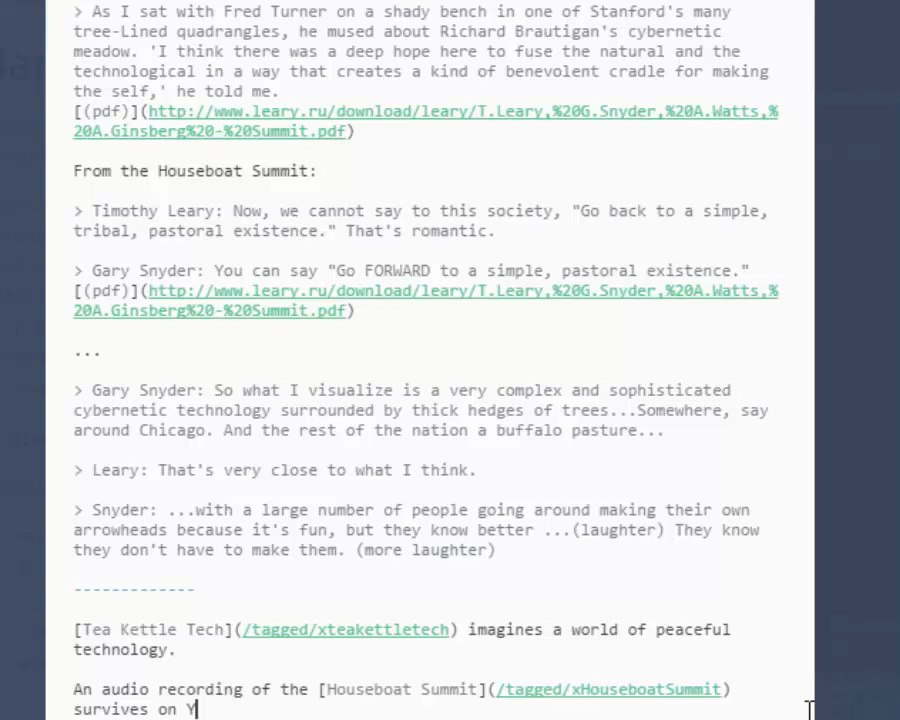 > As I sat with Fred Turner on a shady bench in one of Stanford's many
tree-Lined quadrangles, he mused about Richard Brautigan's cybernetic
meadow. 'I think there was a deep hope here to fuse the natural and the
technological in a way that creates a kind of benevolent cradle for making
the self,' he told me.
[(pdf)](http://www.leary.ru/download/leary/T.Leary,%20G.Snyder,%20A.Watts,%
20A.Ginsberg%20-%20Summit.pdf)
From the Houseboat Summit:
> Timothy Leary: Now, we cannot say to this society, "Go back to a simple,
tribal, pastoral existence." That's romantic.
> Gary Snyder: You can say "Go FORWARD to a simple, pastoral existence."
[(pdf)](http://www.leary.ru/download/leary/T.Leary,%20G.Snyder,%20A.Watts,%
20A.Ginsberg%20-%20Summit.pdf)
...
> Gary Snyder: So what I visualize is a very complex and sophisticated
cybernetic technology surrounded by thick hedges of trees...Somewhere, say
around Chicago. And the rest of the nation a buffalo pasture...
> Leary: That's very close to what I think.
> Snyder: ...with a large number of people going around making their own
arrowheads because it's fun, but they know better ...(laughter) They know
they don't have to make them. (more laughter)
-------------
[Tea Kettle Tech](/tagged/xteakettletech) imagines a world of peaceful
technology.
An audio recording of the [Houseboat Summit](/tagged/xHouseboatSummit)
survives on Y